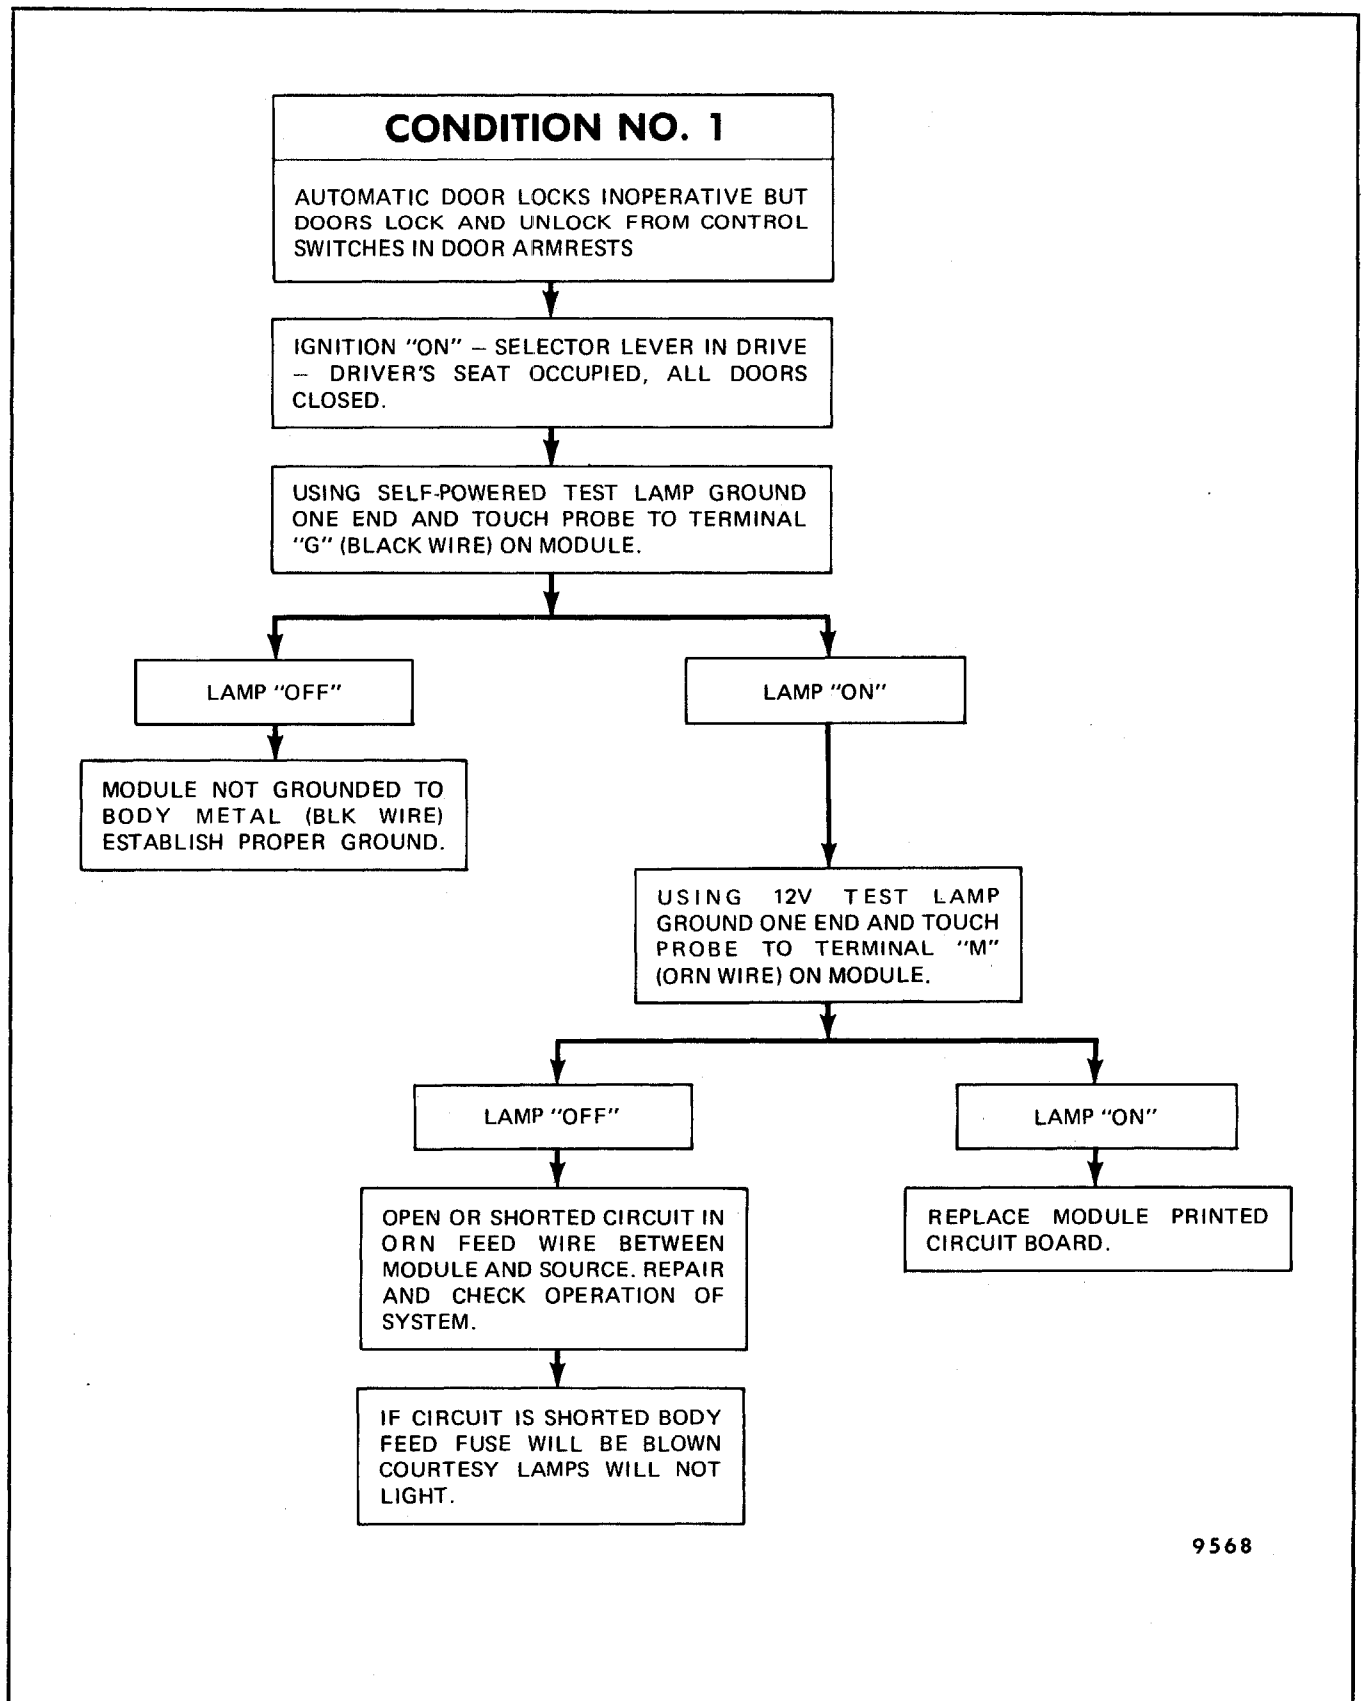 CONDITION NO. 1
AUTOMATIC DOOR LOCKS INOPERATIVE BUT
DOORS LOCK AND UNLOCK FROM CONTROL
SWITCHES IN DOOR ARMRESTS
IGNITION "ON" – SELECTOR LEVER IN DRIVE
– DRIVER'S SEAT OCCUPIED, ALL DOORS
CLOSED.
USING SELF-POWERED TEST LAMP GROUND
ONE END AND TOUCH PROBE TO TERMINAL
"G" (BLACK WIRE) ON MODULE.
LAMP "OFF"
LAMP "ON"
MODULE NOT GROUNDED TO
BODY METAL (BLK WIRE)
ESTABLISH PROPER GROUND.
USING 12V TEST LAMP
GROUND ONE END AND TOUCH
PROBE TO TERMINAL "M"
(ORN WIRE) ON MODULE.
LAMP "OFF"
LAMP "ON"
OPEN OR SHORTED CIRCUIT IN
ORN FEED WIRE BETWEEN
MODULE AND SOURCE. REPAIR
AND CHECK OPERATION OF
SYSTEM.
REPLACE MODULE PRINTED
CIRCUIT BOARD.
IF CIRCUIT IS SHORTED BODY
FEED FUSE WILL BE BLOWN
COURTESY LAMPS WILL NOT
LIGHT.
9568